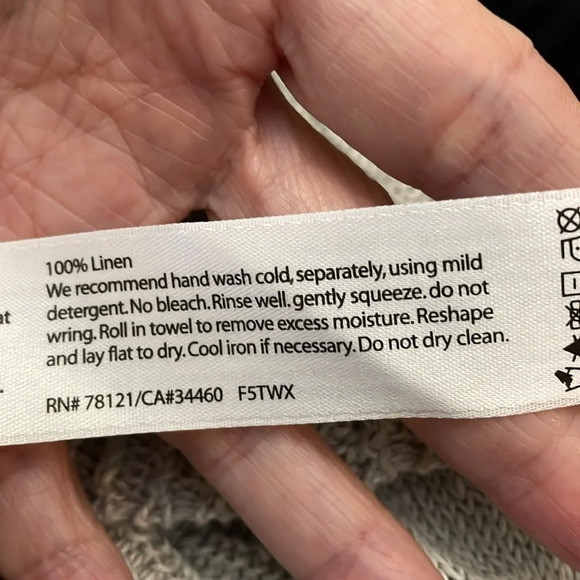 100% Linen
We recommend hand wash cold, separately, using mild
at
detergent. No bleach. Rinse well. gently squeeze. do not
wring. Roll in towel to remove excess moisture. Reshape
and lay flat to dry. Cool iron if necessary. Do not dry clean.
RN# 78121/CA#34460 F5TWX